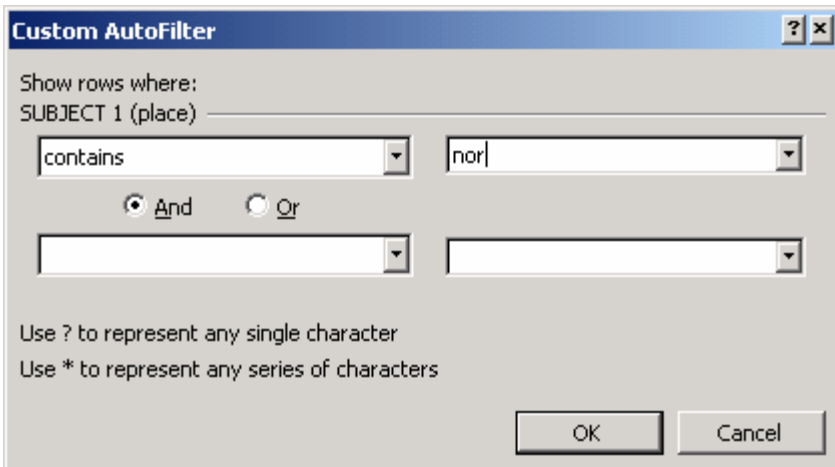 Custom AutoFilter ? ×
Show rows where:
SUBJECT 1 (place)
contains nor
And Or
Use ? to represent any single character
Use * to represent any series of characters
OK Cancel